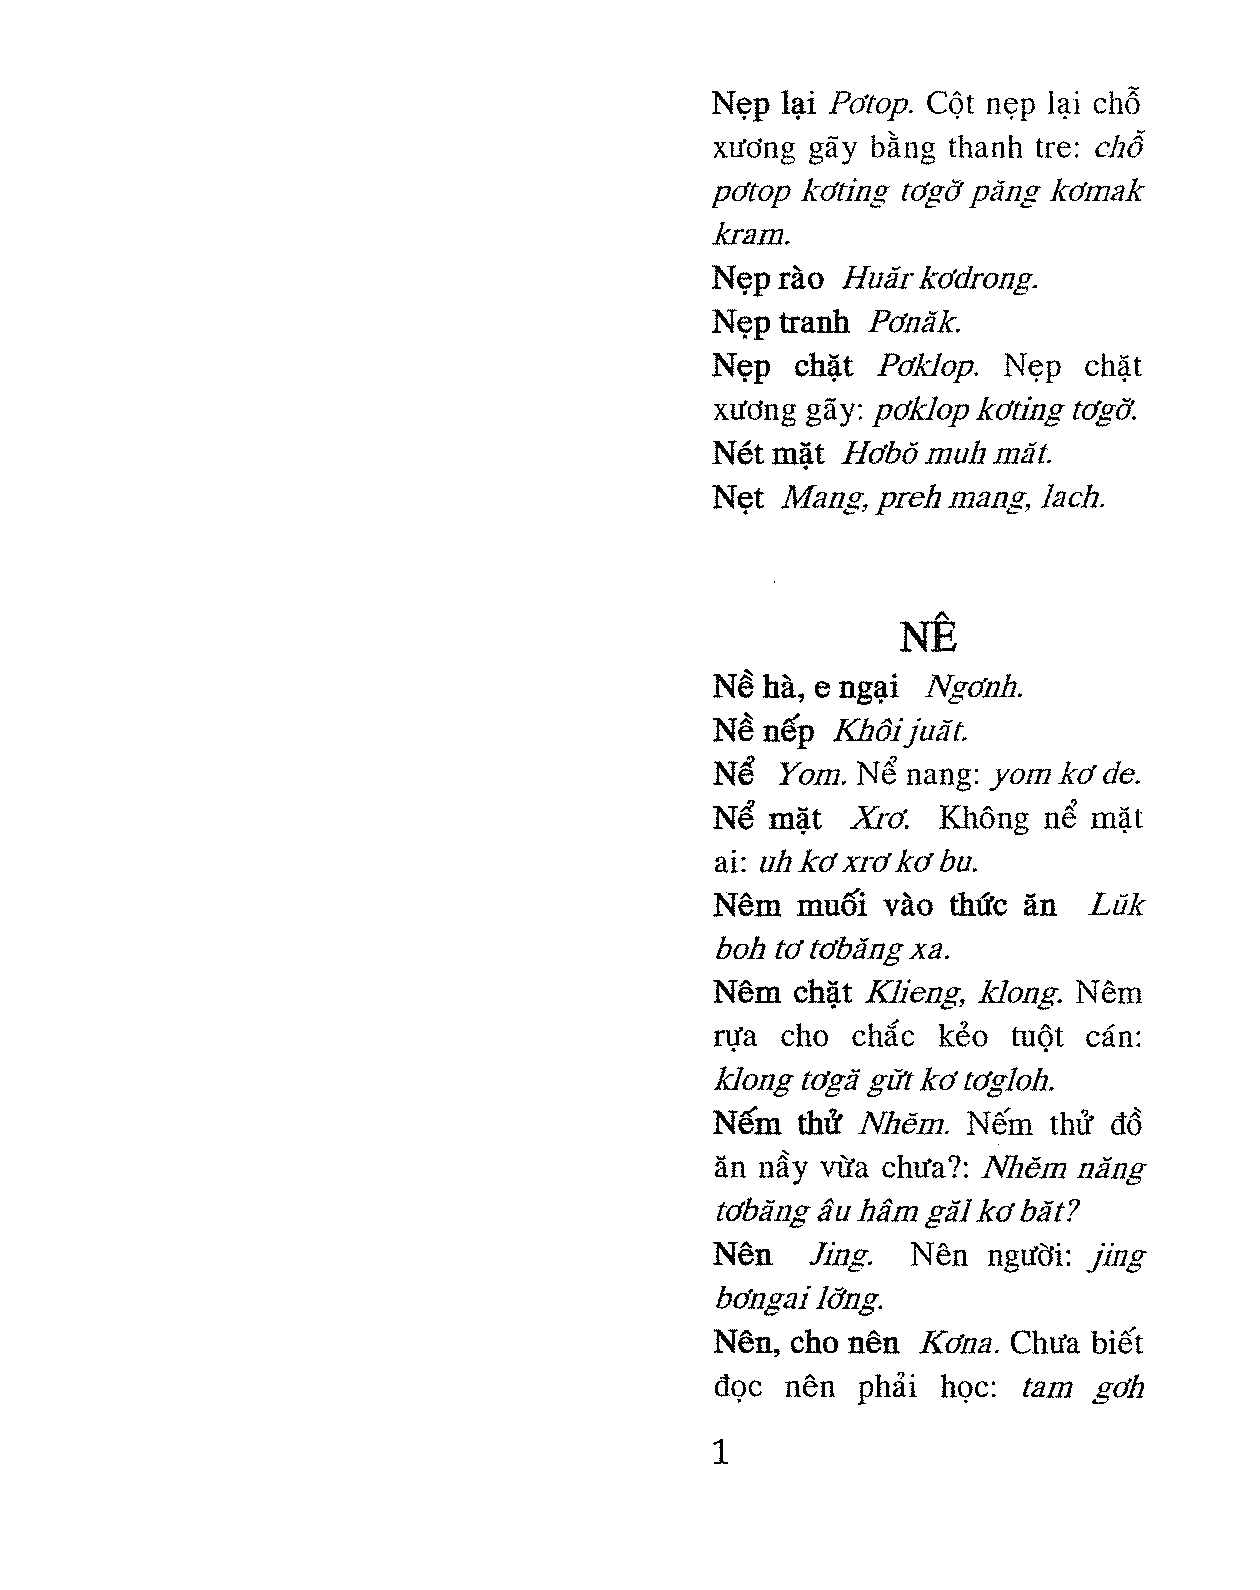 Nẹp lại Pơtop. Cột nẹp lại chỗ
xương gãy bằng thanh tre: chỗ
pơtop kơting tơgơ̆ păng kơmak
kram.
Nẹp rào Huăr kơdrong.
Nẹp tranh Pơnăk.
Nẹp chặt Pơklop. Nẹp chặt
xương gãy: pơklop kơting tơgơ̆.
Nét mặt Hơbŏ muh măt.
Nẹt Mang, preh mang, lach.
NÊ
Nề hà, e ngại Ngơnh.
Nề nếp Khôi juăt.
Nể Yom. Nể nang: yom kơ de.
Nể mặt Xrơ. Không nể mặt
ai: uh kơ xrơ kơ bu.
Nêm muối vào thức ăn Lŭk
boh tơ tơbăng xa.
Nêm chặt Klieng, klong. Nêm
rựa cho chắc kẻo tuột cán:
klong tơgă gŭt kơ tơgloh.
Nếm thử Nhĕm. Nếm thử đồ
ăn nầy vừa chưa?: Nhĕm năng
tơbăng âu hâm găl kơ băt?
Nên Jing. Nên người: jing
bơngai lơ̆ng.
Nên, cho nên Kơna. Chưa biết
đọc nên phải học: tam gơh
1